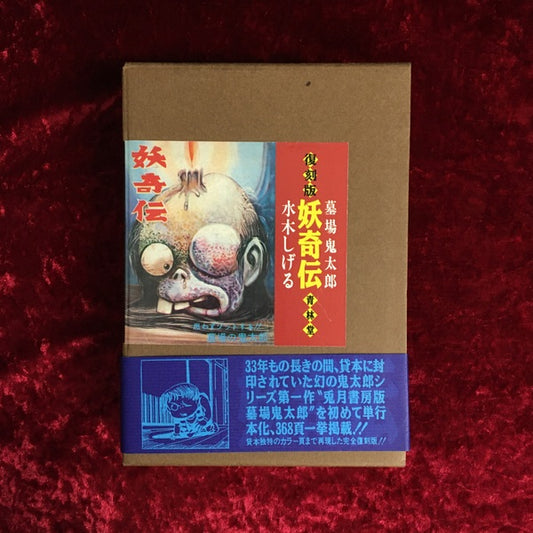 妖奇伝
復刻版
墓場鬼太郎
妖奇伝
水木しげる
青林堂
33年もの長きの間、貸本に封
印されていた幻の鬼太郎シ
リーズ第一作“兎月書房版
墓場鬼太郎”を初めて単行
本化、368頁一挙掲載!!
貸本独特のカラー頁まで再現した完全復刻版!!